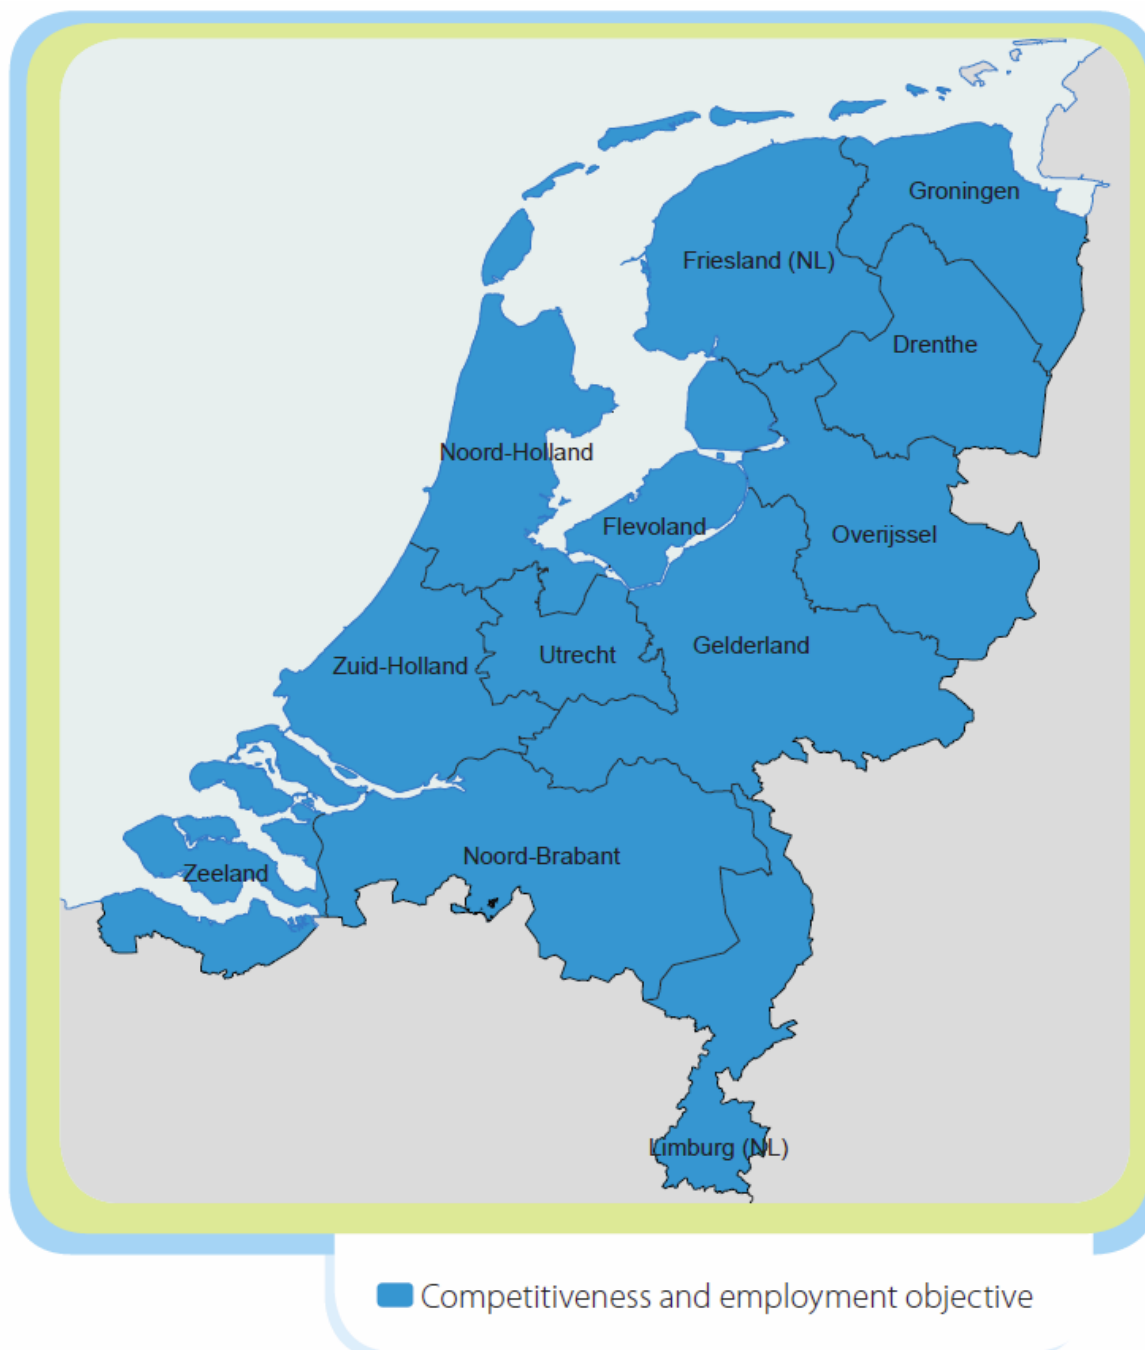 Groningen
Friesland (NL)
Drenthe
Noord-Holland
Flevoland
Overijssel
Gelderland
Utrecht
Zuid-Holland
Noord-Brabant
Zeeland
Limburg (NL)
Competitiveness and employment objective